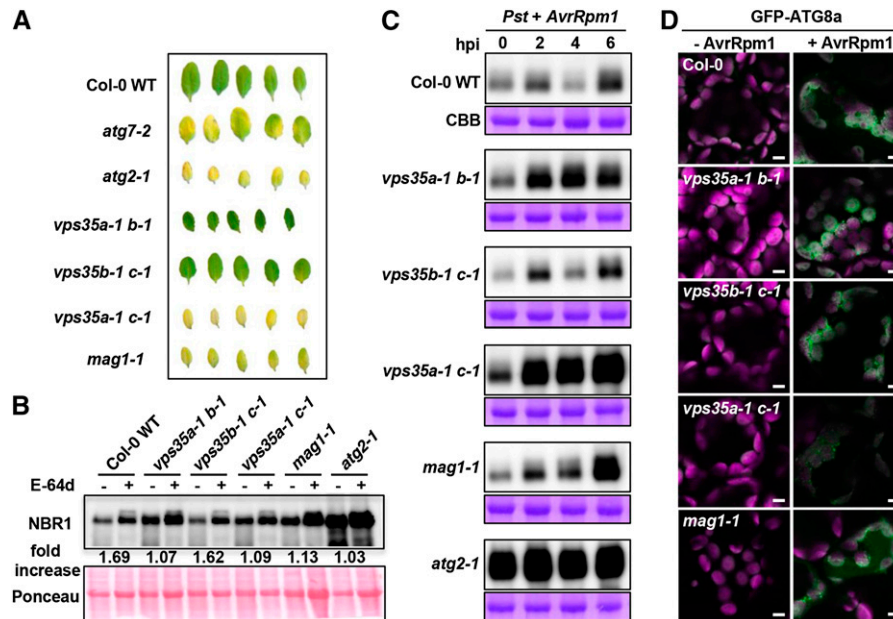 A
Col-0 WT
atg7-2
atg2-1
vps35a-1 b-1
vps35b-1 c-1
vps35a-1 c-1
mag1-1
B
Col-0 WT vps35a-1 b-1 vps35b-1 c-1 vps35a-1 c-1 mag1-1 atg2-1
E-64d - + - + - + - + - + - +
NBR1
fold increase 1.69 1.07 1.62 1.09 1.13 1.03
Ponceau
C
Pst + AvrRpm1
hpi 0 2 4 6
Col-0 WT
CBB
vps35a-1 b-1
vps35b-1 c-1
vps35a-1 c-1
mag1-1
atg2-1
D
GFP-ATG8a
- AvrRpm1 + AvrRpm1
Col-0
vps35a-1 b-1
vps35b-1 c-1
vps35a-1 c-1
mag1-1